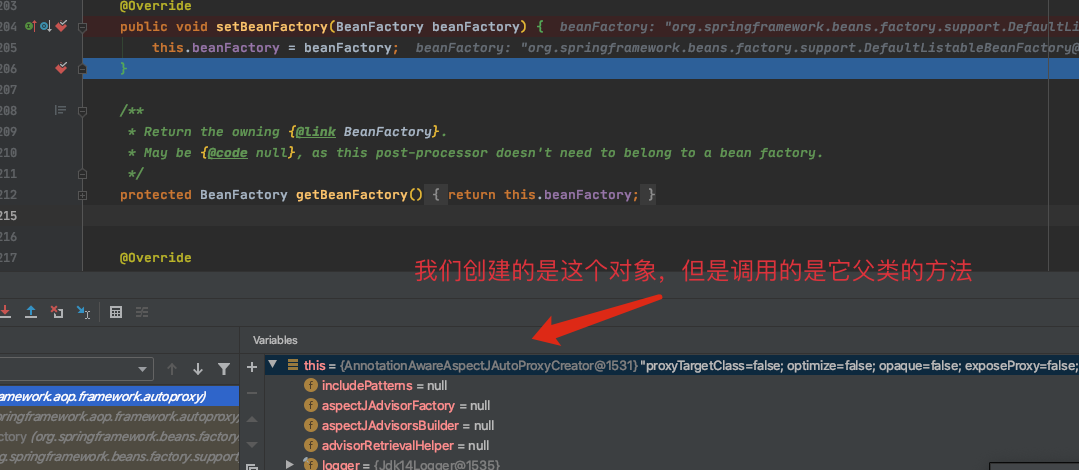 203 @Override
204 public void setBeanFactory(BeanFactory beanFactory) { beanFactory: "org.springframework.beans.factory.support.DefaultLi
205 this.beanFactory = beanFactory; beanFactory: "org.springframework.beans.factory.support.DefaultListableBeanFactory@
206 }
207
208 /**
209 * Return the owning {@link BeanFactory}.
210 * May be {@code null}, as this post-processor doesn't need to belong to a bean factory.
211 */
212 protected BeanFactory getBeanFactory() { return this.beanFactory; }
215
216
217 @Override
我们创建的是这个对象，但是调用的是它父类的方法
Variables
this = {AnnotationAwareAspectJAutoProxyCreator@1531} "proxyTargetClass=false; optimize=false; opaque=false; exposeProxy=false;
includePatterns = null
amework.aop.framework.autoproxy)
aspectJAdvisorFactory = null
pringframework.aop.framework.autoproxy)
aspectJAdvisorsBuilder = null
actory (org.springframework.beans.factory
advisorRetrievalHelper = null
rg.springframework.beans.factory.support
logger = {Jdk14Logger@1535}